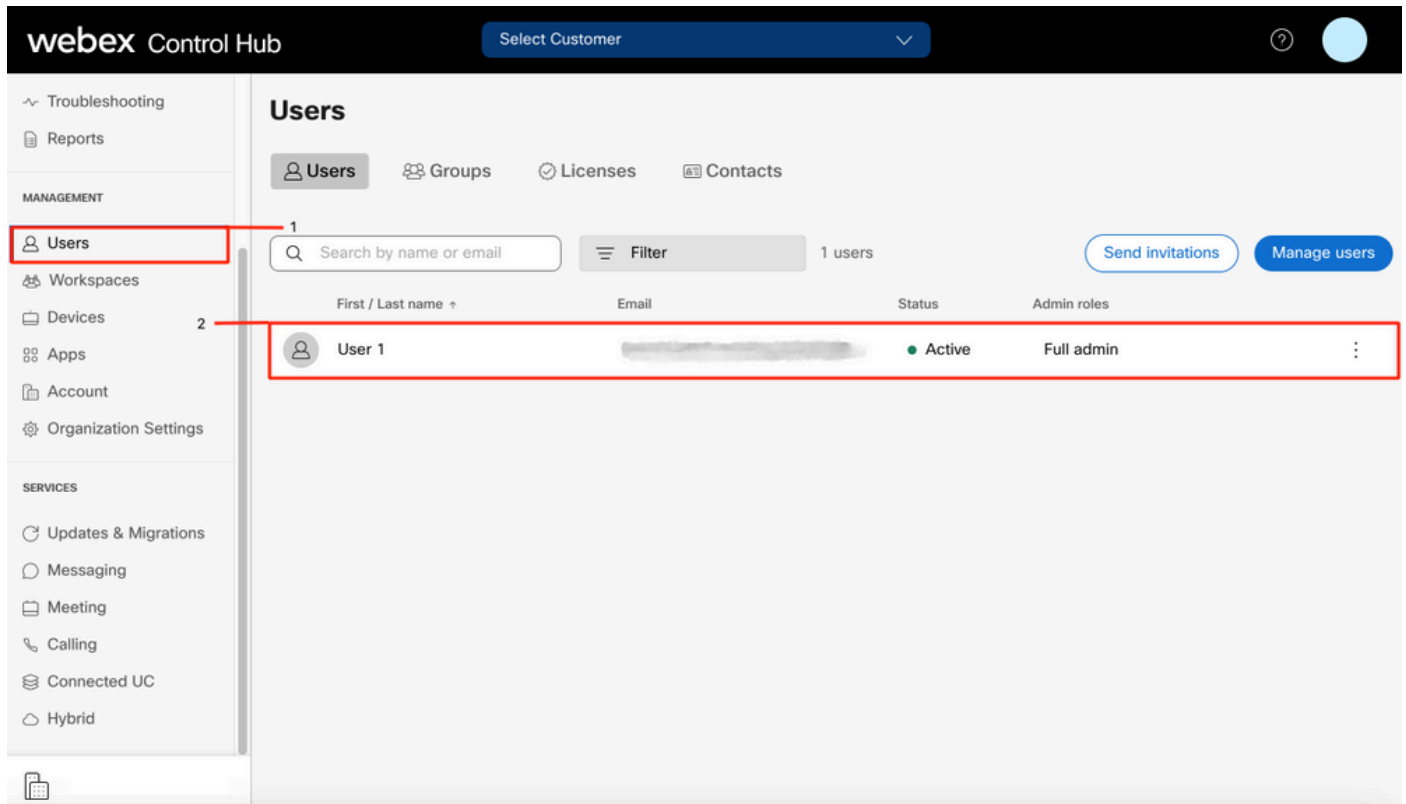 webex Control Hub
Select Customer
Troubleshooting
Reports
MANAGEMENT
Users
Workspaces
Devices
Apps
Account
Organization Settings
SERVICES
Updates & Migrations
Messaging
Meeting
Calling
Connected UC
Hybrid
Users
Users Groups Licenses Contacts
1
Search by name or email Filter 1 users Send invitations Manage users
First / Last name ↑ Email Status Admin roles
2
User 1 Active Full admin